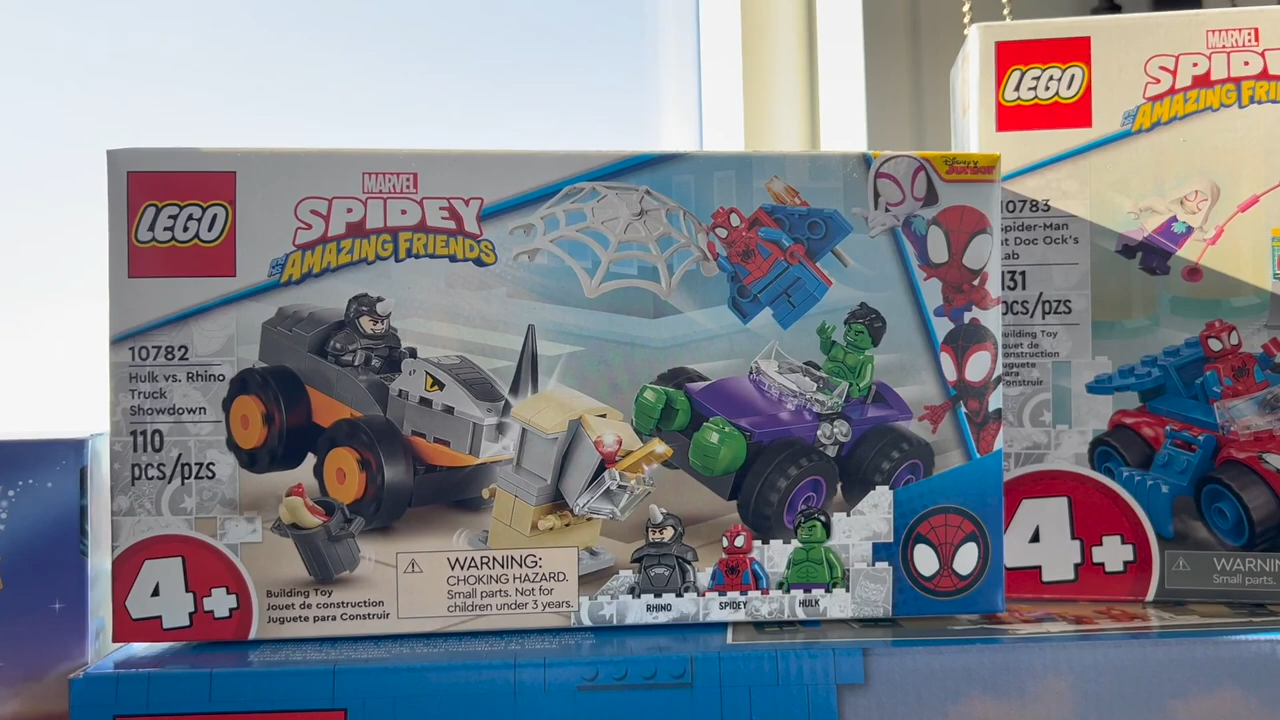 LEGO
MARVEL
SPIDEY
AND HIS
AMAZING FRIENDS
Disney Junior
10782
Hulk vs. Rhino
Truck
Showdown
110
pcs/pzs
4+
Building Toy
Jouet de construction
Juguete para Construir
WARNING:
CHOKING HAZARD.
Small parts. Not for
children under 3 years.
RHINO
SPIDEY
HULK
LEGO
MARVEL
AMAZING
10783
Spider-Man
at Doc Ock's
Lab
131
pcs/pzs
Building Toy
Jouet de
construction
Juguete
para
Construir
4+
Small parts.